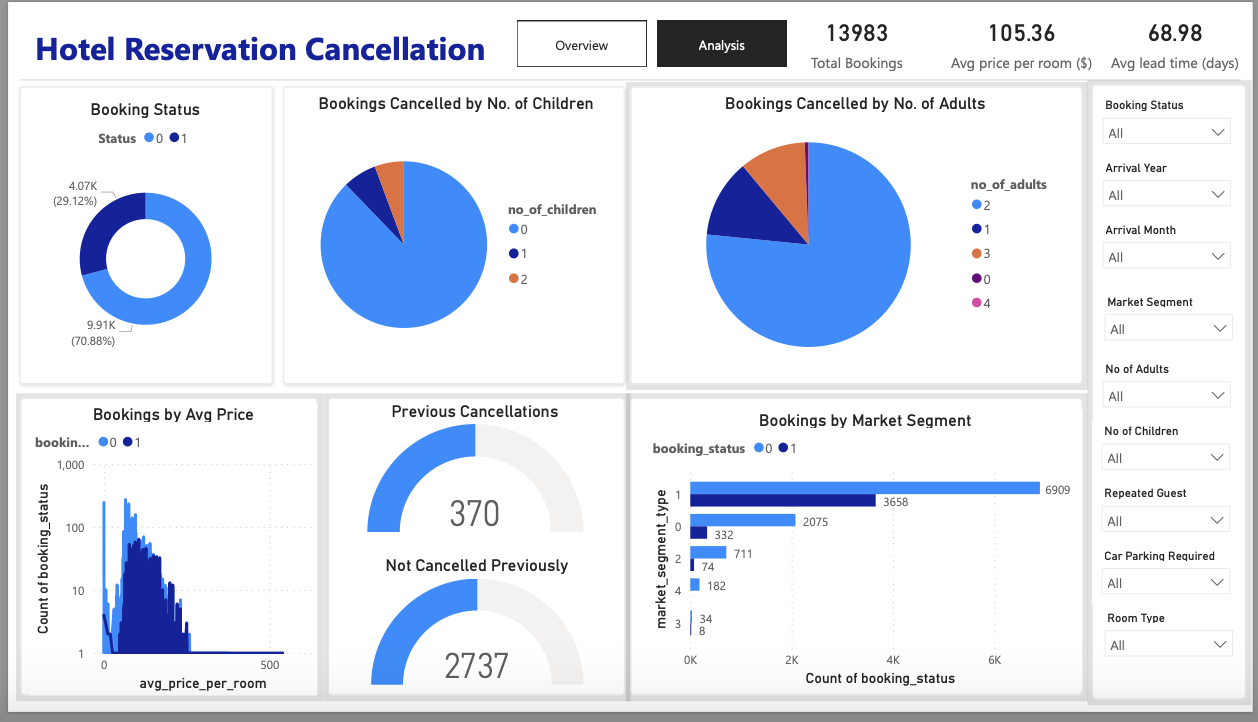 Hotel Reservation Cancellation
Overview
Analysis
13983
Total Bookings
105.36
Avg price per room ($)
68.98
Avg lead time (days)
Booking Status
Status 0 1
4.07K
(29.12%)
9.91K
(70.88%)
Bookings Cancelled by No. of Children
no_of_children
0
1
2
Bookings Cancelled by No. of Adults
no_of_adults
2
1
3
0
4
Booking Status
All
Arrival Year
All
Arrival Month
All
Market Segment
All
No of Adults
All
No of Children
All
Repeated Guest
All
Car Parking Required
All
Room Type
All
Bookings by Avg Price
bookin... 0 1
Count of booking_status
1,000
100
10
1
0
500
avg_price_per_room
Previous Cancellations
370
Not Cancelled Previously
2737
Bookings by Market Segment
booking_status 0 1
market_segment_type
1
6909
3658
0
2075
332
2
711
74
4
182
3
34
8
0K
2K
4K
6K
Count of booking_status